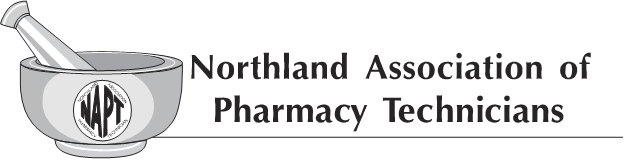 Northland Association of
Pharmacy Technicians
NAPT